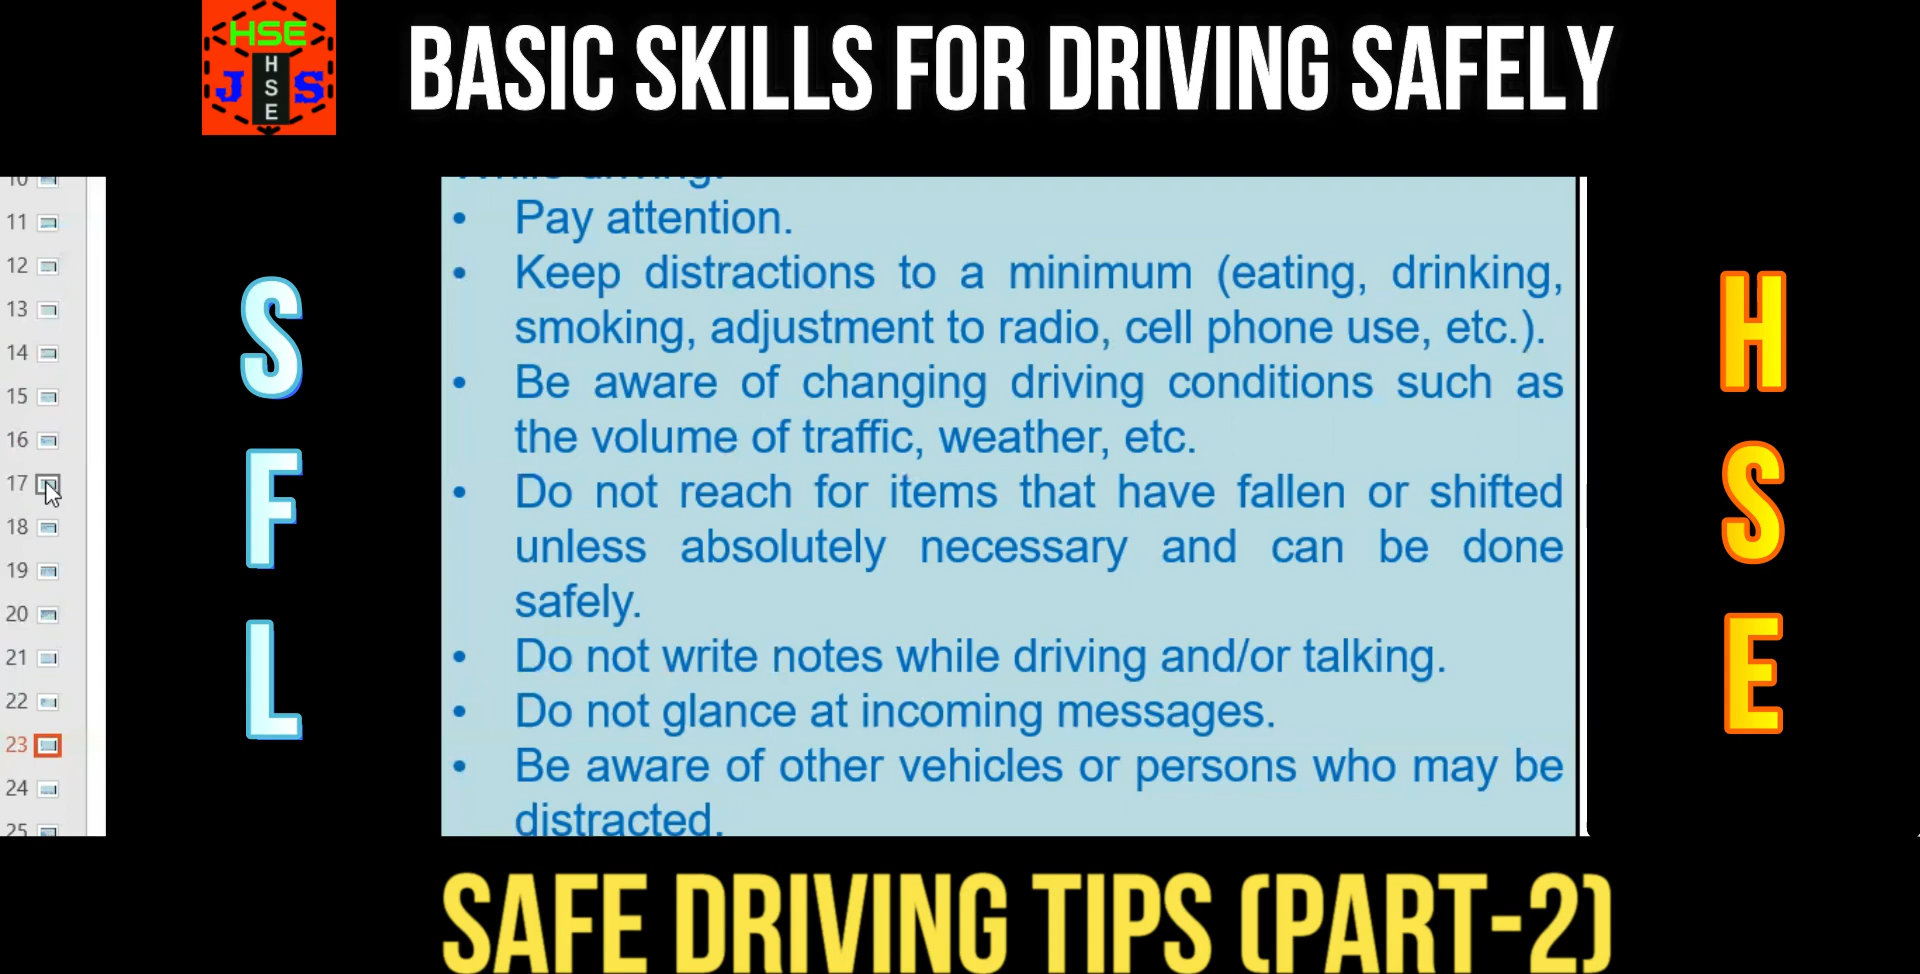 HSE
J S
H
S
E
BASIC SKILLS FOR DRIVING SAFELY
10
11
12
13
14
15
16
17
18
19
20
21
22
23
24
25
S
F
L
While driving:
• Pay attention.
• Keep distractions to a minimum (eating, drinking,
smoking, adjustment to radio, cell phone use, etc.).
• Be aware of changing driving conditions such as
the volume of traffic, weather, etc.
• Do not reach for items that have fallen or shifted
unless absolutely necessary and can be done
safely.
• Do not write notes while driving and/or talking.
• Do not glance at incoming messages.
• Be aware of other vehicles or persons who may be
distracted.
H
S
E
SAFE DRIVING TIPS (PART-2)